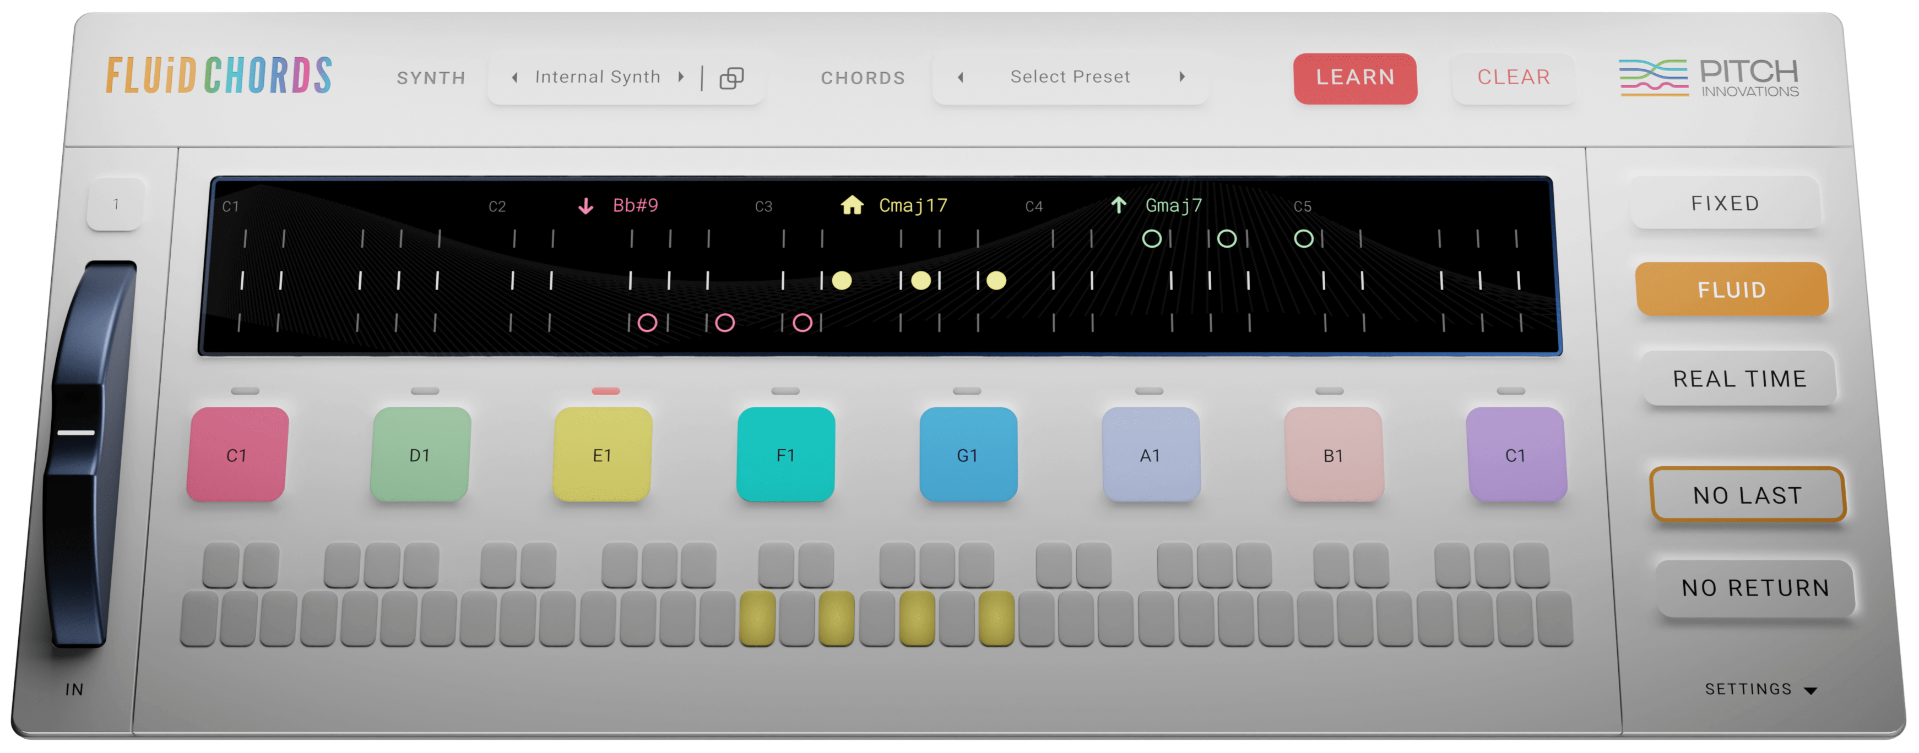 FLUiD CHORDS
SYNTH
Internal Synth
CHORDS
Select Preset
LEARN
CLEAR
PITCH
INNOVATIONS
1
C1
C2
Bb#9
C3
Cmaj17
C4
Gmaj7
C5
FIXED
FLUID
REAL TIME
C1
D1
E1
F1
G1
A1
B1
C1
NO LAST
NO RETURN
IN
SETTINGS